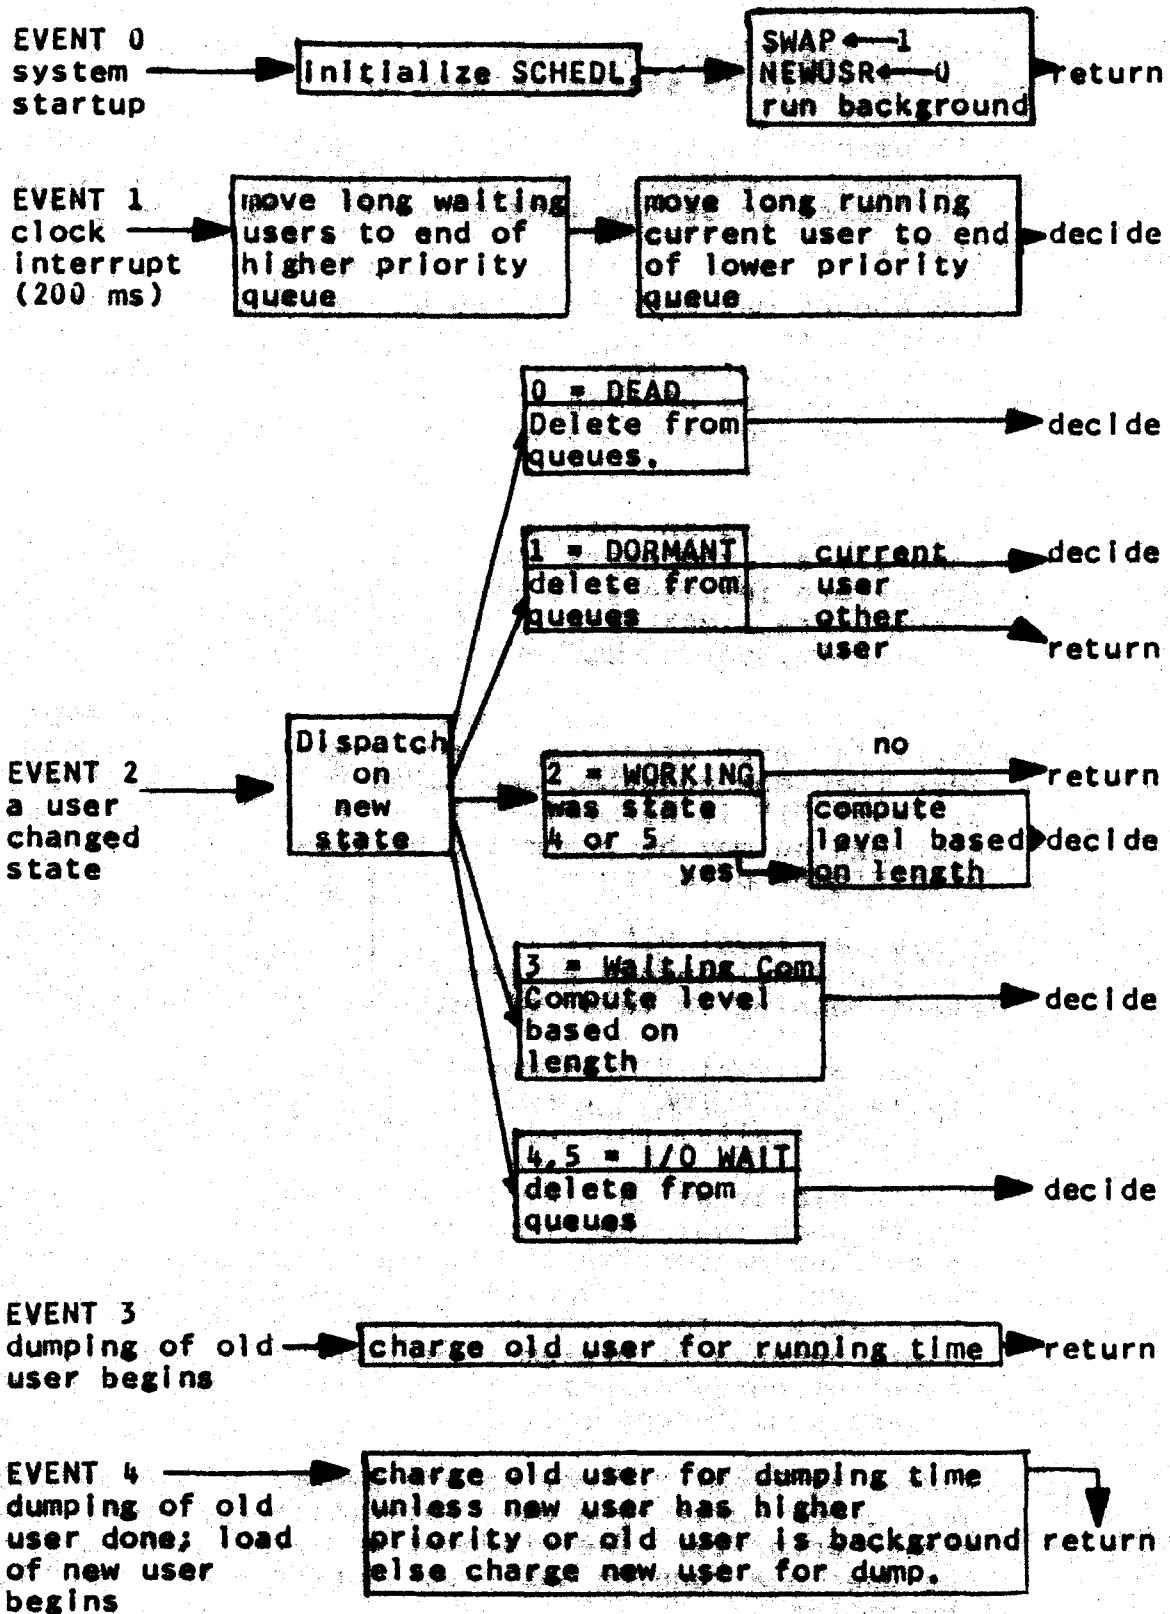 EVENT 0
system
startup
initialize SCHEDL.
SWAP←1
NEWUSR←0
run background
return
EVENT 1
clock
interrupt
(200 ms)
move long waiting
users to end of
higher priority
queue
move long running
current user to end
of lower priority
queue
decide
0 = DEAD
Delete from
queues.
decide
1 = DORMANT
delete from
queues
current
user
decide
other
user
return
EVENT 2
a user
changed
state
Dispatch
on
new
state
2 = WORKING
was state
4 or 5
no
return
yes
compute
level based
on length
decide
3 = Waiting Com
Compute level
based on
length
decide
4,5 = I/O WAIT
delete from
queues
decide
EVENT 3
dumping of old
user begins
charge old user for running time
return
EVENT 4
dumping of old
user done; load
of new user
begins
charge old user for dumping time
unless new user has higher
priority or old user is background
else charge new user for dump.
return